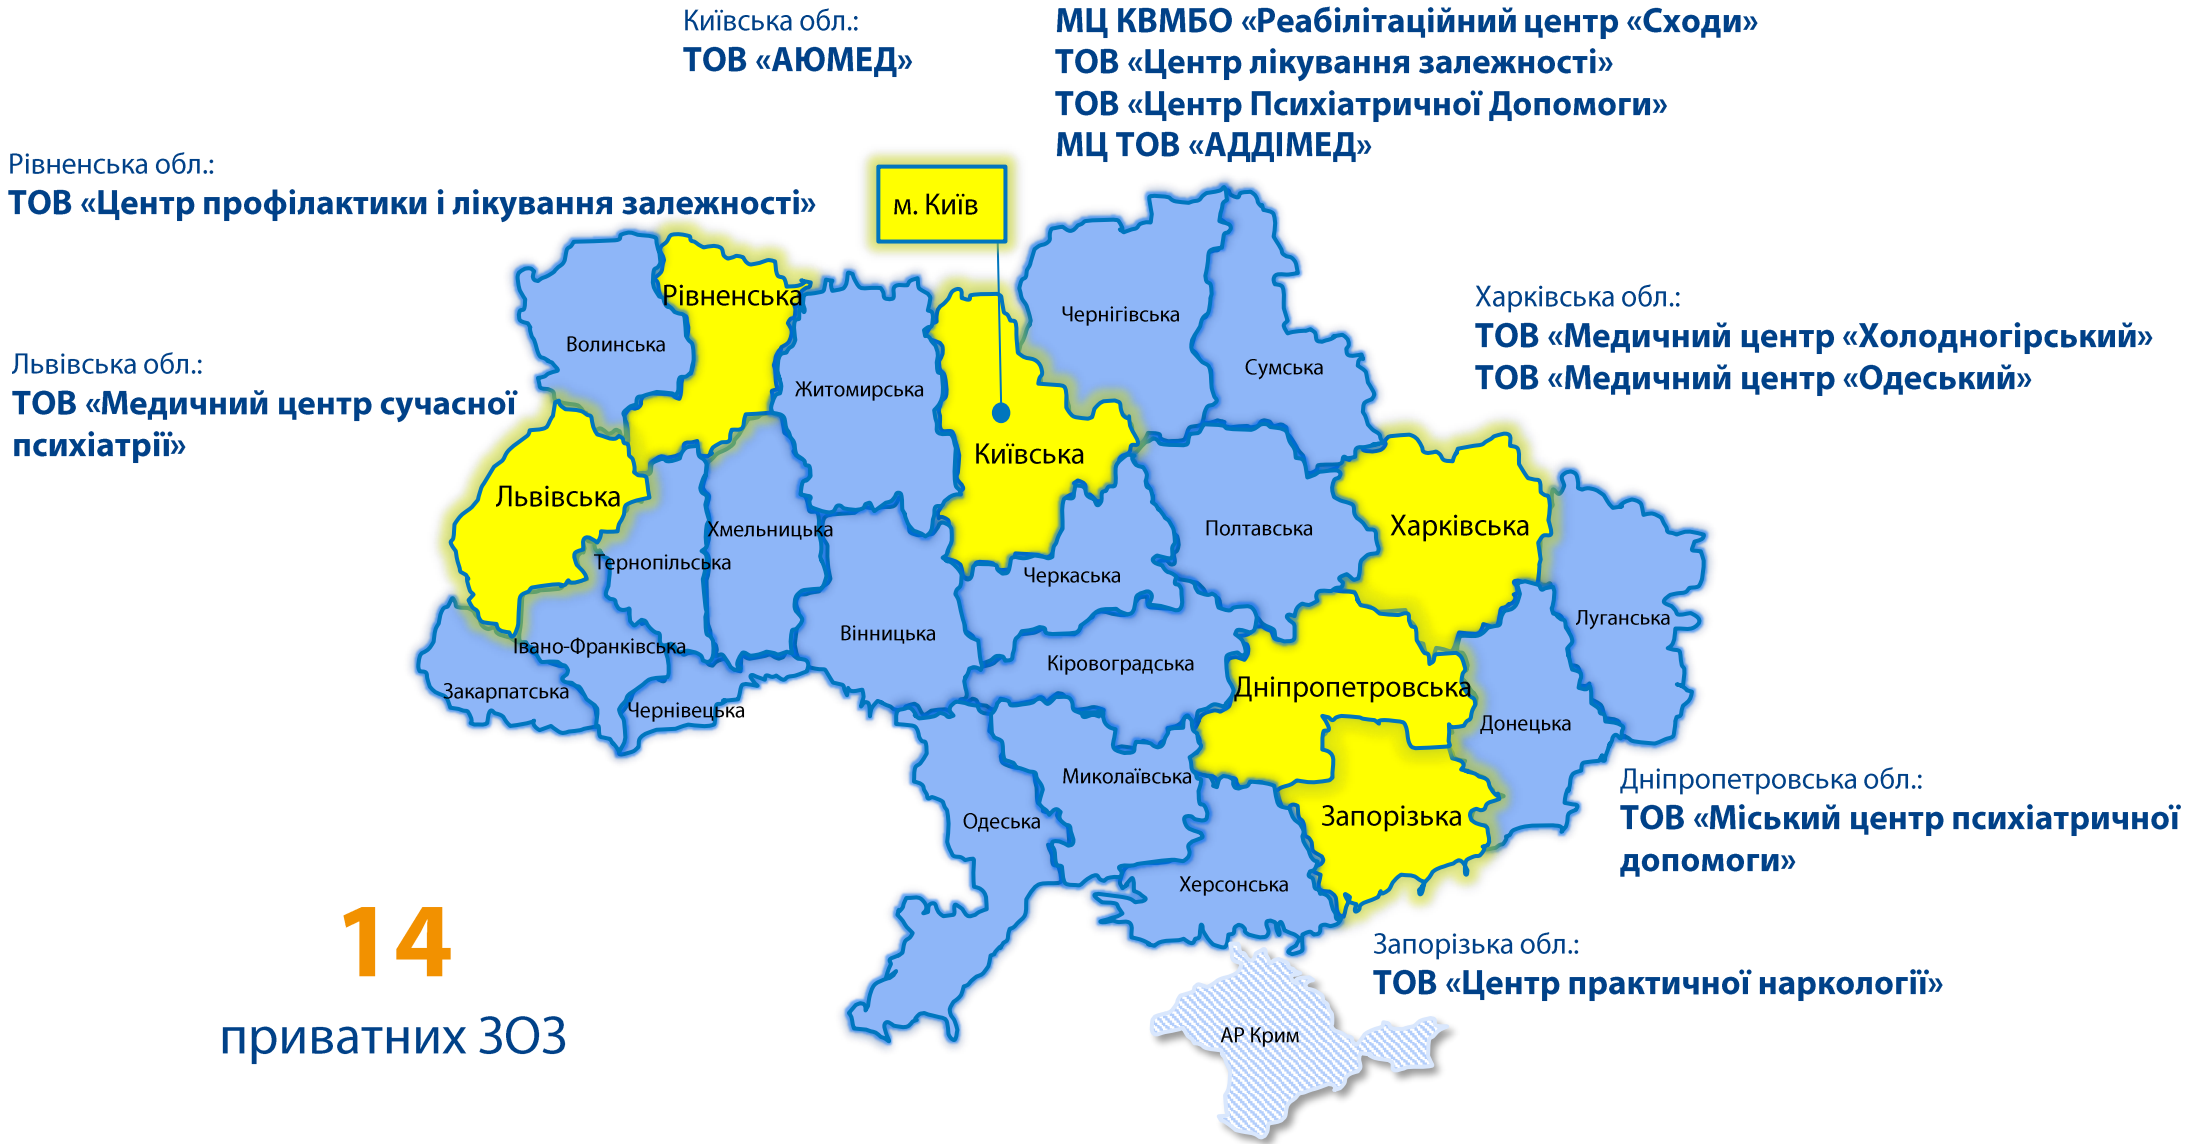 Київська обл.:
ТОВ «АЮМЕД»
МЦ КВМБО «Реабілітаційний центр «Сходи»
ТОВ «Центр лікування залежності»
ТОВ «Центр Психіатричної Допомоги»
МЦ ТОВ «АДДІМЕД»
Рівненська обл.:
ТОВ «Центр профілактики і лікування залежності»
м. Київ
Львівська обл.:
ТОВ «Медичний центр сучасної
психіатрії»
Харківська обл.:
ТОВ «Медичний центр «Холодногірський»
ТОВ «Медичний центр «Одеський»
Рівненська
Волинська
Житомирська
Чернігівська
Сумська
Київська
Львівська
Хмельницька
Тернопільська
Полтавська
Харківська
Черкаська
Вінницька
Івано-Франківська
Закарпатська
Чернівецька
Кіровоградська
Дніпропетровська
Луганська
Донецька
Миколаївська
Одеська
Запорізька
Херсонська
АР Крим
Дніпропетровська обл.:
ТОВ «Міський центр психіатричної
допомоги»
Запорізька обл.:
ТОВ «Центр практичної наркології»
14
приватних ЗОЗ